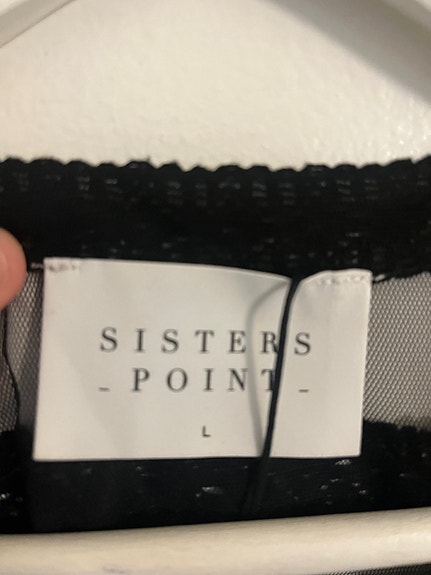 SISTERS
- POINT -
L